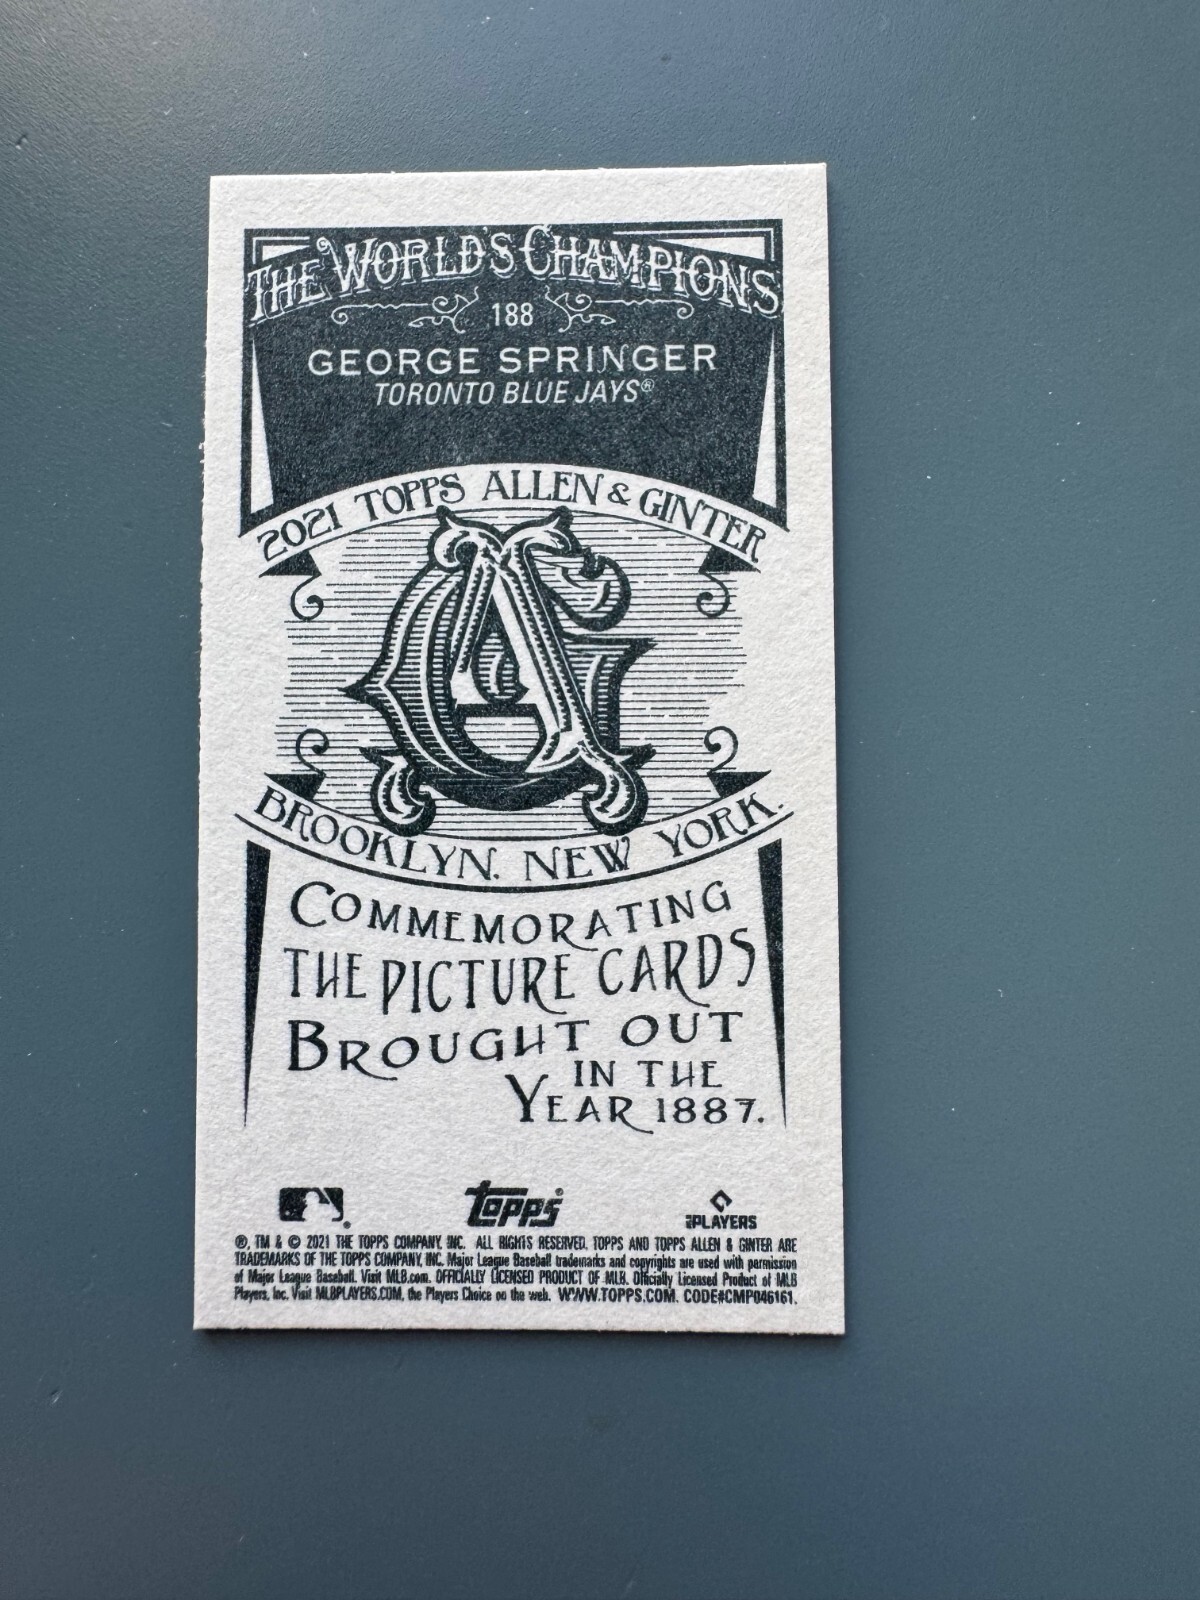 THE WORLD'S CHAMPIONS
188
GEORGE SPRINGER
TORONTO BLUE JAYS®
2021 TOPPS ALLEN & GINTER
AG
BROOKLYN, NEW YORK.
COMMEMORATING
THE PICTURE CARDS
BROUGHT OUT
IN THE
YEAR 1887.
Topps
PLAYERS
®, TM & © 2021 THE TOPPS COMPANY, INC. ALL RIGHTS RESERVED. TOPPS AND TOPPS ALLEN & GINTER ARE
TRADEMARKS OF THE TOPPS COMPANY, INC. Major League Baseball trademarks and copyrights are used with permission
of Major League Baseball. Visit MLB.com. OFFICIALLY LICENSED PRODUCT OF MLB. Officially Licensed Product of MLB
Players, Inc. Visit MLBPLAYERS.COM, the Players Choice on the web. WWW.TOPPS.COM. CODE#CMP046161.